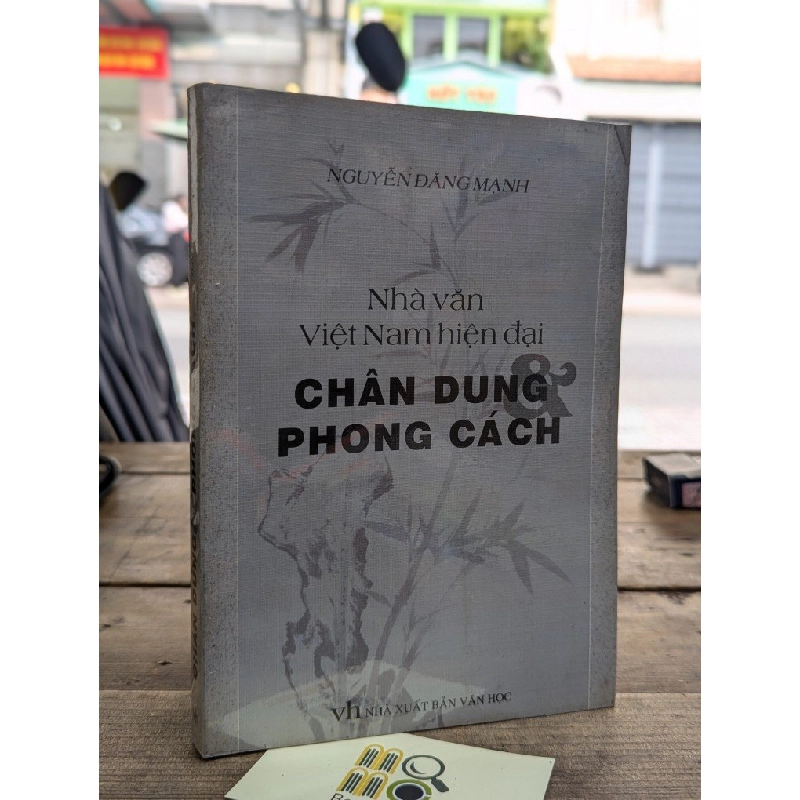 NGUYỄN ĐĂNG MẠNH
Nhà văn
Việt Nam hiện đại
CHÂN DUNG
&
PHONG CÁCH
vh NHÀ XUẤT BẢN VĂN HỌC